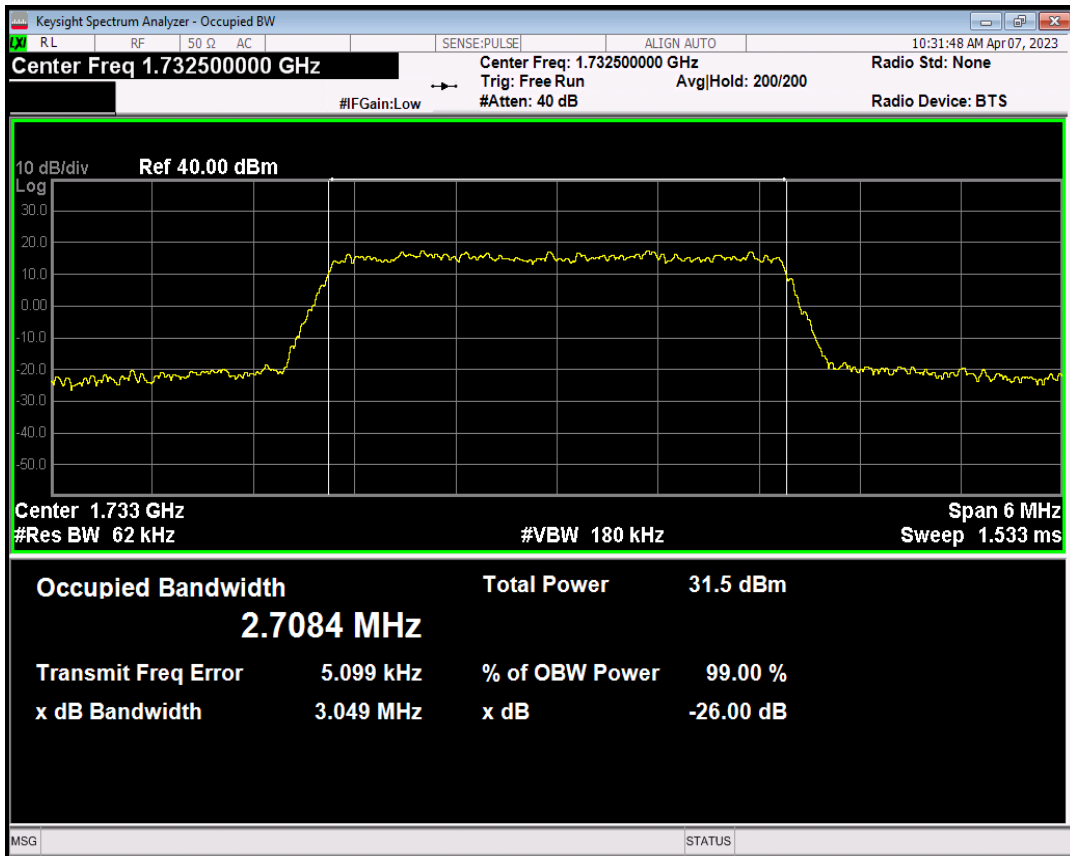 Keysight Spectrum Analyzer - Occupied BW
LXI RL RF 50 Ω AC SENSE:PULSE ALIGN AUTO 10:31:48 AM Apr 07, 2023
Center Freq 1.732500000 GHz Center Freq: 1.732500000 GHz Radio Std: None
Trig: Free Run Avg|Hold: 200/200
#IFGain:Low #Atten: 40 dB Radio Device: BTS
10 dB/div Ref 40.00 dBm
Log
30.0
20.0
10.0
0.00
-10.0
-20.0
-30.0
-40.0
-50.0
Center 1.733 GHz Span 6 MHz
#Res BW 62 kHz #VBW 180 kHz Sweep 1.533 ms
Occupied Bandwidth Total Power 31.5 dBm
2.7084 MHz
Transmit Freq Error 5.099 kHz % of OBW Power 99.00 %
x dB Bandwidth 3.049 MHz x dB -26.00 dB
MSG STATUS